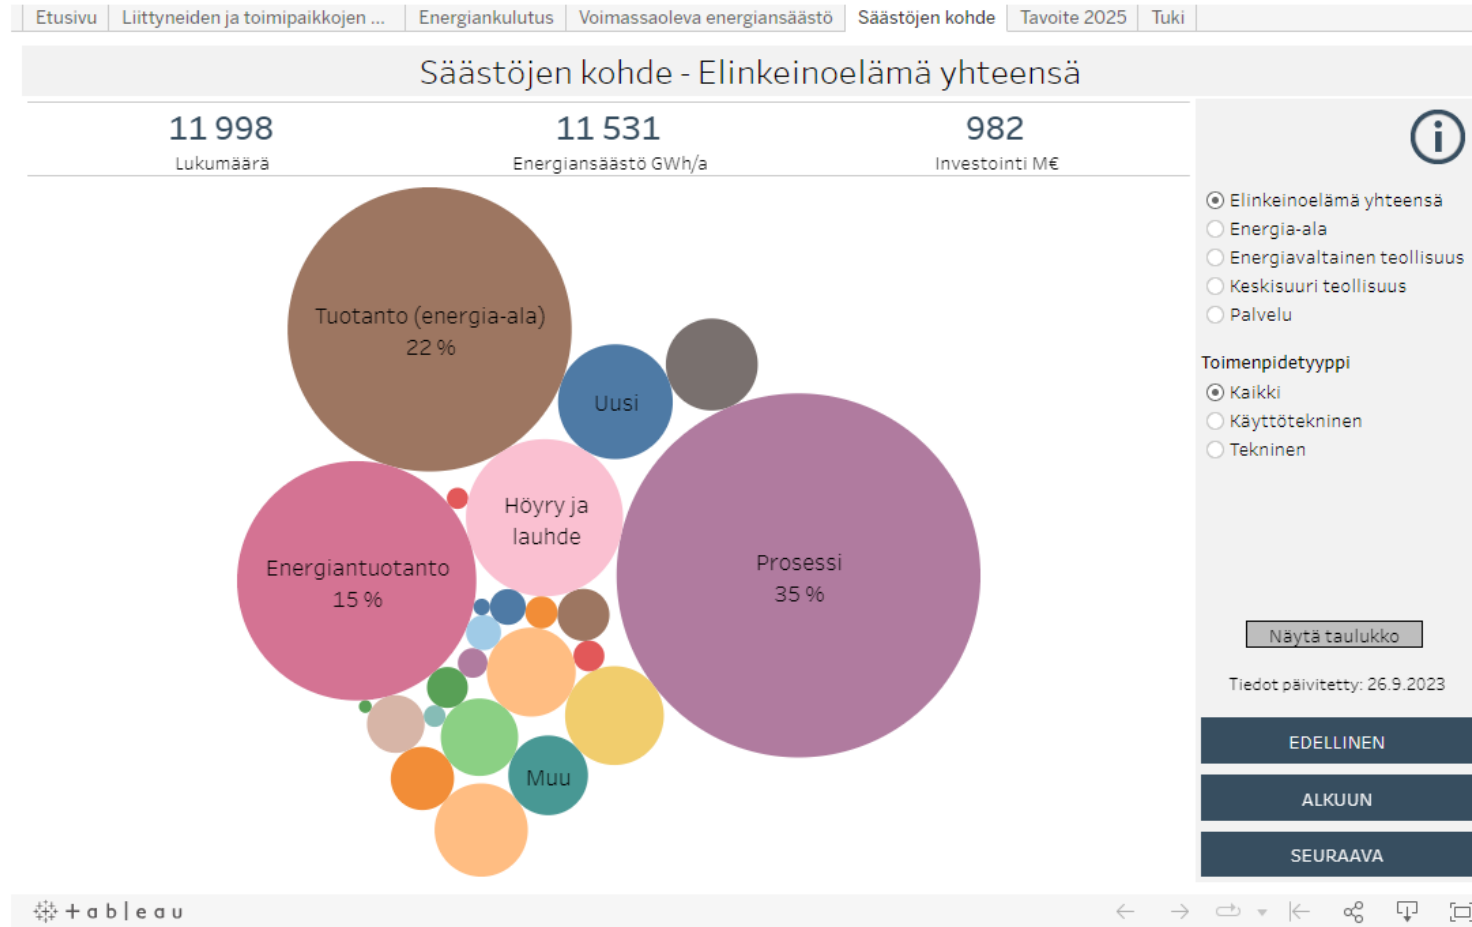 Etusivu
Liittyneiden ja toimipaikkojen ...
Energiankulutus
Voimassaoleva energiansäästö
Säästöjen kohde
Tavoite 2025
Tuki
Säästöjen kohde - Elinkeinoelämä yhteensä
11 998
Lukumäärä
11 531
Energiansäästö GWh/a
982
Investointi M€
Tuotanto (energia-ala)
22 %
Uusi
Höyry ja
lauhde
Energiantuotanto
15 %
Prosessi
35 %
Muu
i
Elinkeinoelämä yhteensä
Energia-ala
Energiavaltainen teollisuus
Keskisuuri teollisuus
Palvelu
Toimenpidetyyppi
Kaikki
Käyttötekninen
Tekninen
Näytä taulukko
Tiedot päivitetty: 26.9.2023
EDELLINEN
ALKUUN
SEURAAVA
+ableau